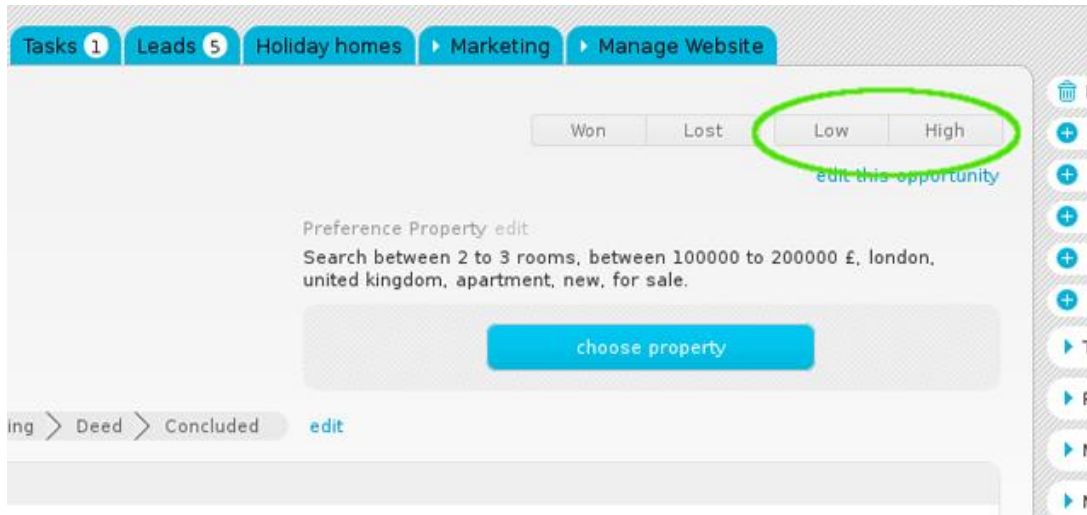 Tasks 1 Leads 5 Holiday homes Marketing Manage Website
Won Lost Low High
edit this opportunity
Preference Property edit
Search between 2 to 3 rooms, between 100000 to 200000 £, london,
united kingdom, apartment, new, for sale.
choose property
ing Deed Concluded edit